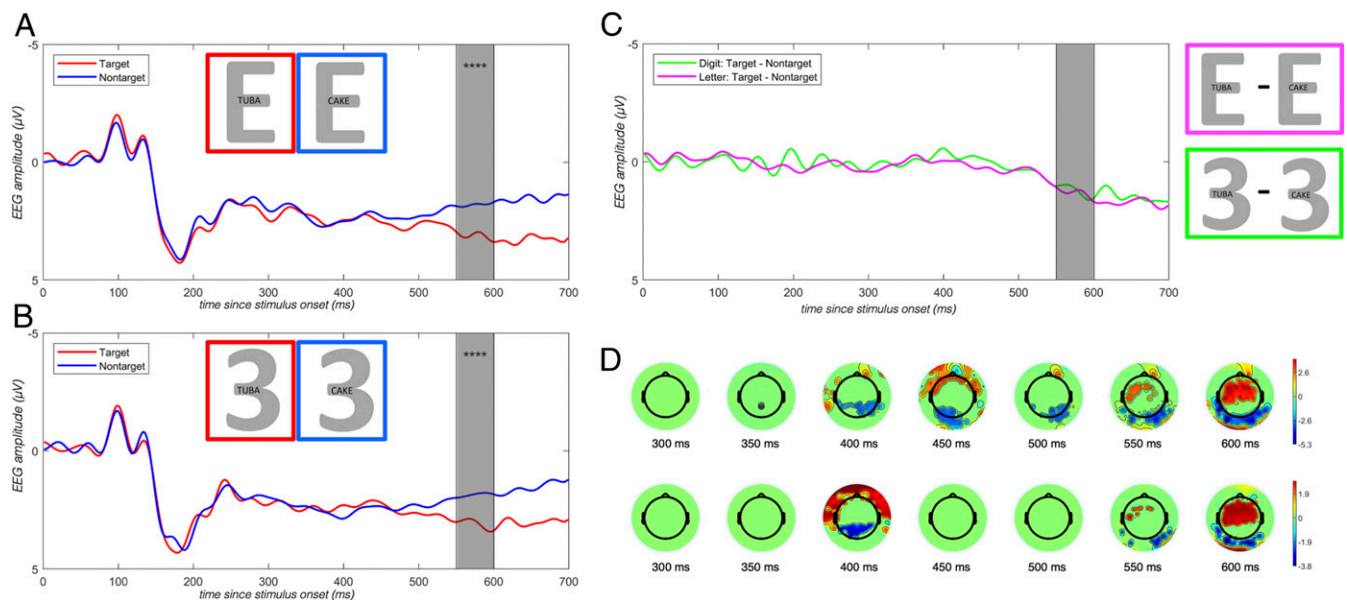 A
-5
Target
Nontarget
TUBA
CAKE
****
EEG amplitude (µV)
0
5
0
100
200
300
400
500
600
700
time since stimulus onset (ms)
B
-5
Target
Nontarget
TUBA
CAKE
****
EEG amplitude (µV)
0
5
0
100
200
300
400
500
600
700
time since stimulus onset (ms)
C
-5
Digit: Target - Nontarget
Letter: Target - Nontarget
EEG amplitude (µV)
0
5
0
100
200
300
400
500
600
700
time since stimulus onset (ms)
E - E
TUBA
CAKE
3 - 3
TUBA
CAKE
D
300 ms
350 ms
400 ms
450 ms
500 ms
550 ms
600 ms
2.6
0
-2.6
-5.3
300 ms
350 ms
400 ms
450 ms
500 ms
550 ms
600 ms
2.7
0
-1.9
-3.8